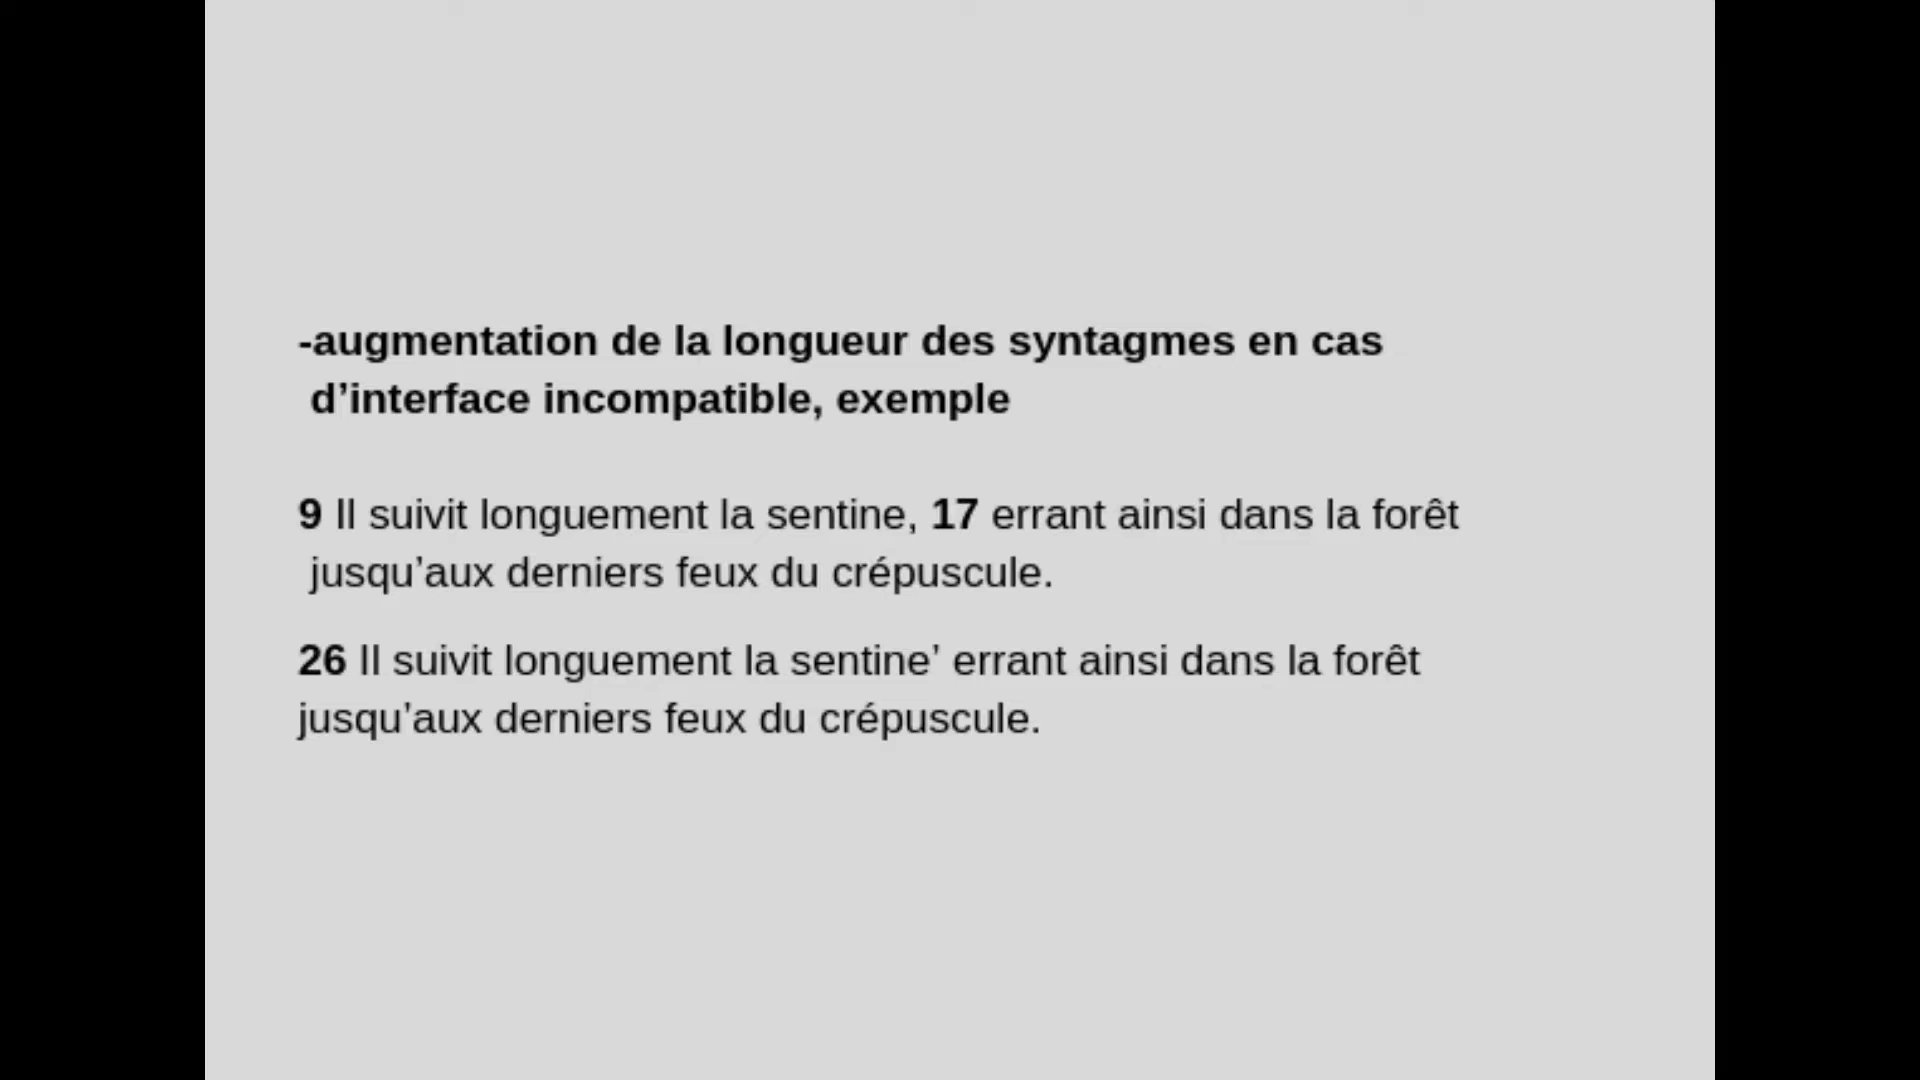 -augmentation de la longueur des syntagmes en cas
d’interface incompatible, exemple
9 Il suivit longuement la sentine, 17 errant ainsi dans la forêt
jusqu’aux derniers feux du crépuscule.
26 Il suivit longuement la sentine’ errant ainsi dans la forêt
jusqu’aux derniers feux du crépuscule.